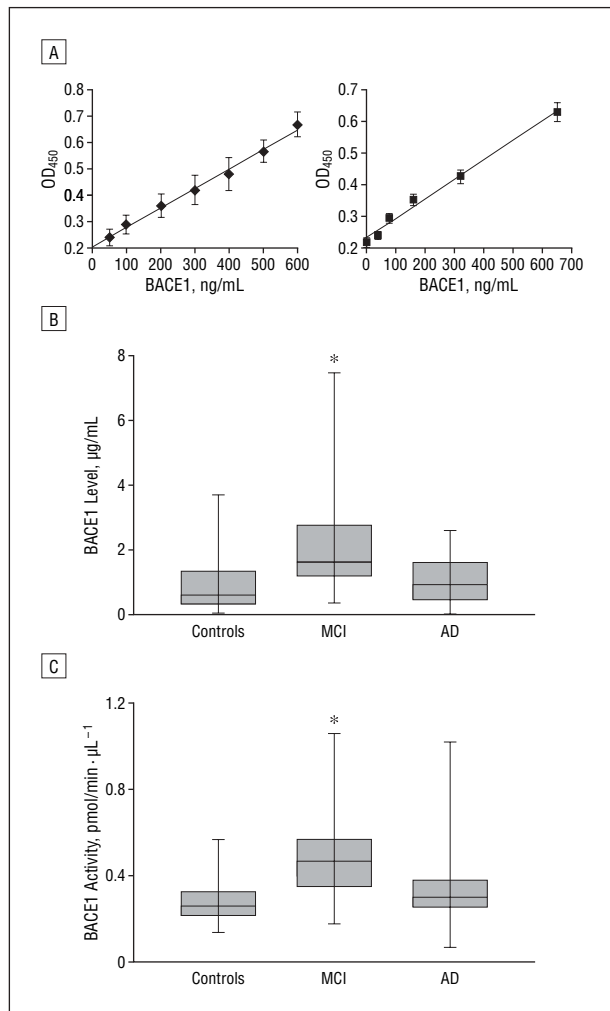 A
0.8
0.7
0.6
0.5
0.4
0.3
0.2
OD450
0 100 200 300 400 500 600
BACE1, ng/mL
0.7
0.6
0.5
0.4
0.3
0.2
OD450
0 100 200 300 400 500 600 700
BACE1, ng/mL
B
8
6
4
2
0
BACE1 Level, μg/mL
*
Controls MCI AD
C
1.2
0.8
0.4
0
BACE1 Activity, pmol/min · μL−1
*
Controls MCI AD